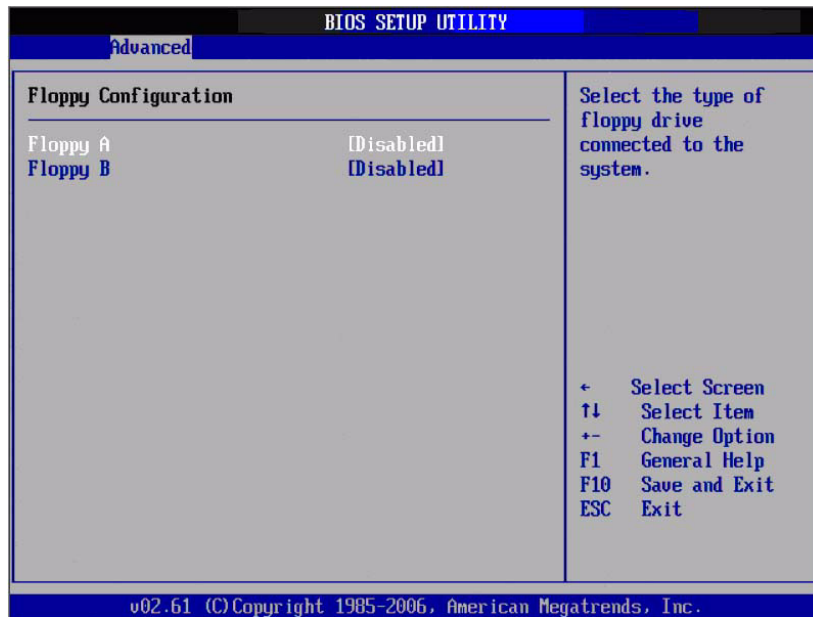 BIOS SETUP UTILITY
Advanced
Floppy Configuration
Floppy A [Disabled]
Floppy B [Disabled]
Select the type of
floppy drive
connected to the
system.
← Select Screen
↑↓ Select Item
+- Change Option
F1 General Help
F10 Save and Exit
ESC Exit
v02.61 (C)Copyright 1985-2006, American Megatrends, Inc.